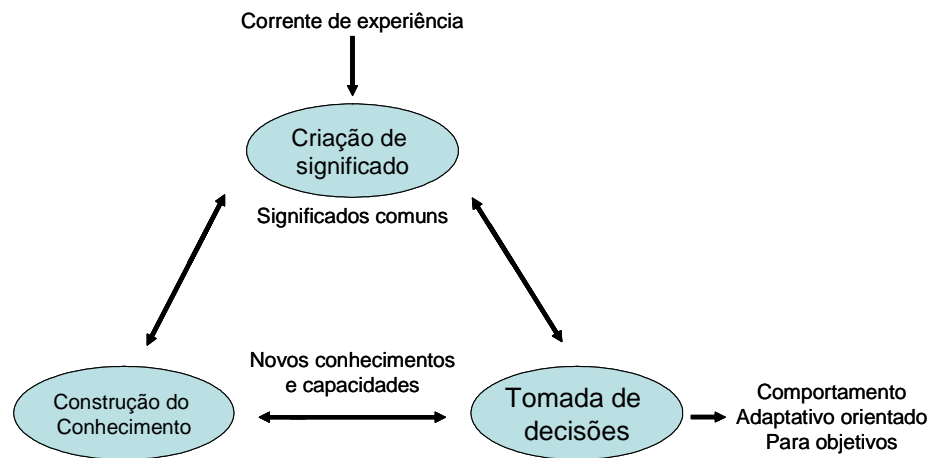 Corrente de experiência
Criação de
significado
Significados comuns
Novos conhecimentos
e capacidades
Construção do
Conhecimento
Tomada de
decisões
Comportamento
Adaptativo orientado
Para objetivos